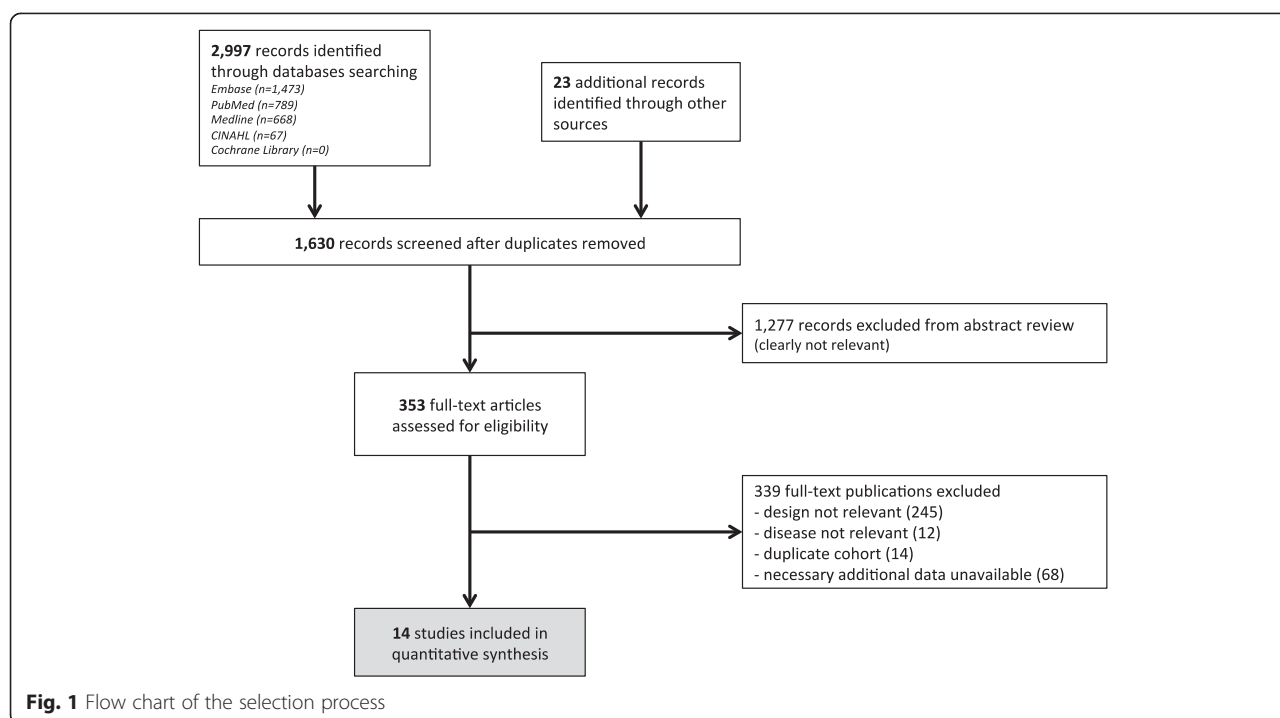 2,997 records identified
through databases searching
Embase (n=1,473)
PubMed (n=789)
Medline (n=668)
CINAHL (n=67)
Cochrane Library (n=0)
23 additional records
identified through other
sources
1,630 records screened after duplicates removed
1,277 records excluded from abstract review
(clearly not relevant)
353 full-text articles
assessed for eligibility
339 full-text publications excluded
- design not relevant (245)
- disease not relevant (12)
- duplicate cohort (14)
- necessary additional data unavailable (68)
14 studies included in
quantitative synthesis
Fig. 1 Flow chart of the selection process